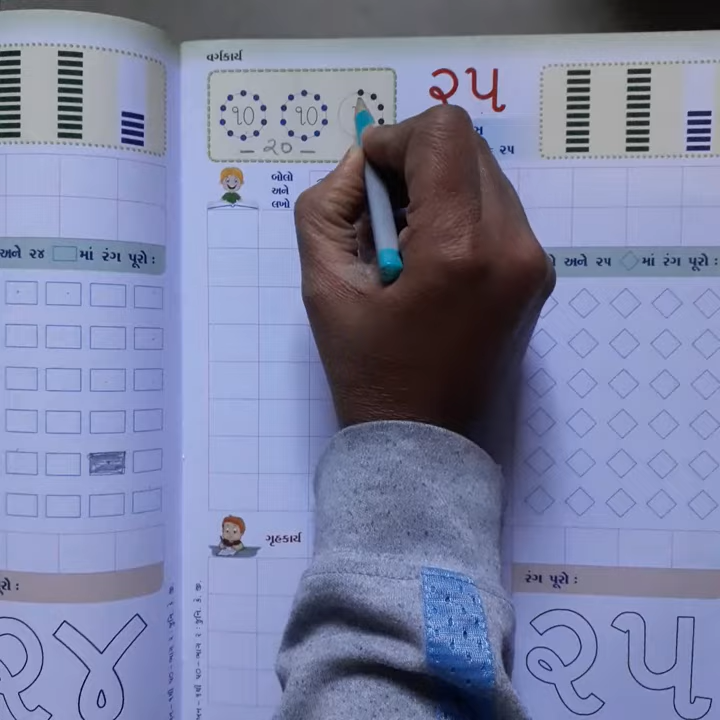 વર્ગકાર્ય
૧૦ ૧૦
૨૦
૨૫
૨૫
બોલો
અને
લખો
અને ૨૪ માં રંગ પૂરો :
અને ૨૫ માં રંગ પૂરો :
ગૃહકાર્ય
રંગ પૂરો :
૨૪
૨૫